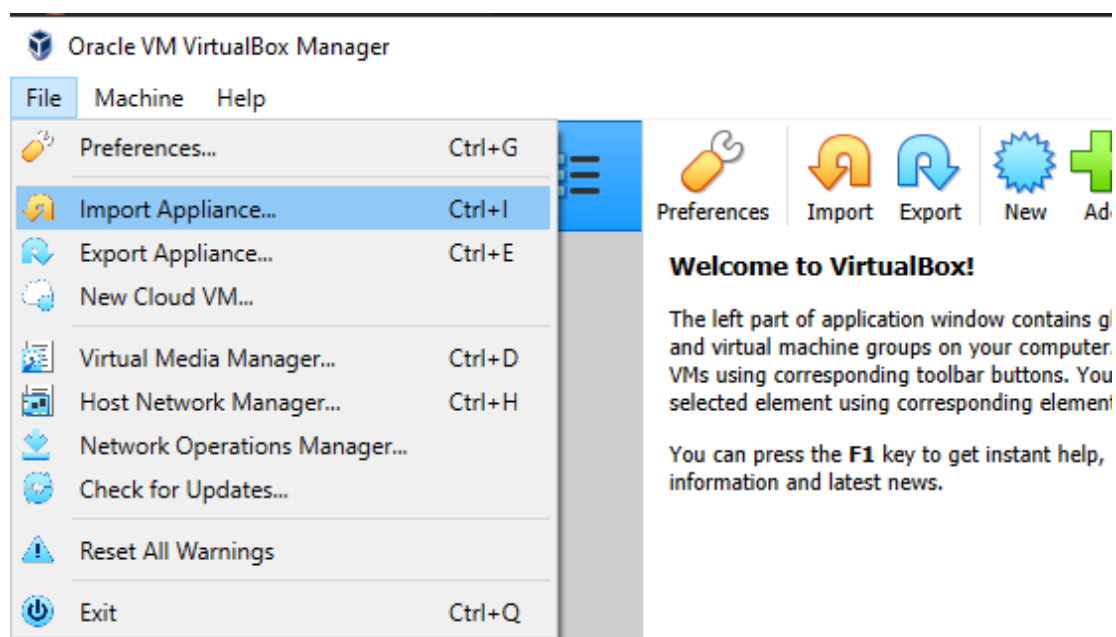 Oracle VM VirtualBox Manager
File Machine Help
Preferences... Ctrl+G
Import Appliance... Ctrl+I
Export Appliance... Ctrl+E
New Cloud VM...
Virtual Media Manager... Ctrl+D
Host Network Manager... Ctrl+H
Network Operations Manager...
Check for Updates...
Reset All Warnings
Exit Ctrl+Q
Preferences Import Export New
Welcome to VirtualBox!
The left part of application window contains
and virtual machine groups on your computer.
VMs using corresponding toolbar buttons. You
selected element using corresponding element
You can press the F1 key to get instant help,
information and latest news.